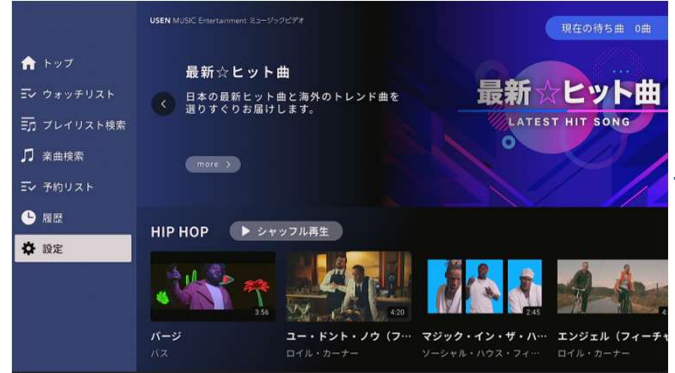 USEN MUSIC Entertainment ミュージックビデオ
現在の待ち曲 0曲
トップ
ウォッチリスト
プレイリスト検索
楽曲検索
予約リスト
履歴
設定
最新☆ヒット曲
日本の最新ヒット曲と海外のトレンド曲を
選りすぐりお届けします。
more >
最新☆ヒット曲
LATEST HIT SONG
HIP HOP
シャッフル再生
3:56
4:20
2:45
パージ
バス
ユー・ドント・ノウ（フ…
ロイル・カーナー
マジック・イン・ザ・ハ…
ソーシャル・ハウス・フィ…
エンジェル（フィーチャ
ロイル・カーナー